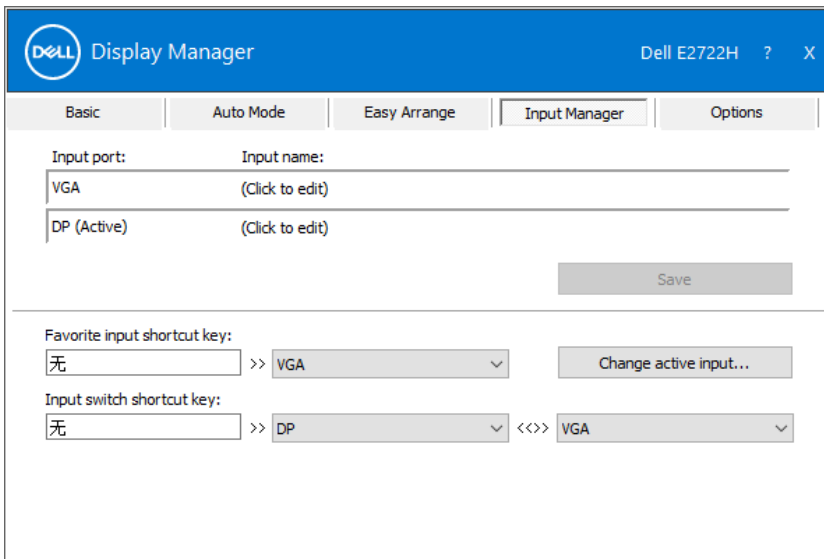 DELL Display Manager Dell E2722H ? X
Basic Auto Mode Easy Arrange Input Manager Options
Input port: Input name:
VGA (Click to edit)
DP (Active) (Click to edit)
Save
Favorite input shortcut key:
无 >> VGA Change active input...
Input switch shortcut key:
无 >> DP <<>> VGA